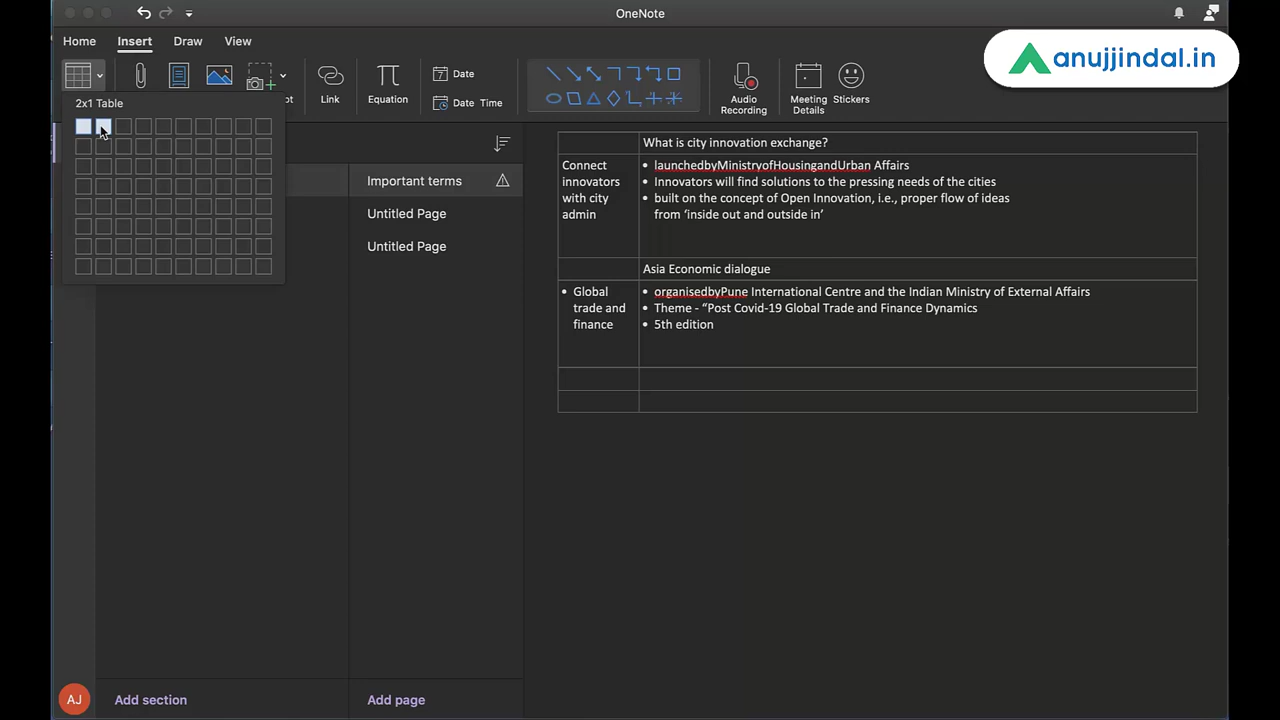 OneNote
Home
Insert
Draw
View
anujjindal.in
Link
Equation
Date
Date Time
Audio
Recording
Meeting
Details
Stickers
2x1 Table
Important terms
Untitled Page
Untitled Page
What is city innovation exchange?
Connect
innovators
with city
admin
• launchedbyMinistryofHousingandUrban Affairs
• Innovators will find solutions to the pressing needs of the cities
• built on the concept of Open Innovation, i.e., proper flow of ideas
from ‘inside out and outside in’
Asia Economic dialogue
• Global
trade and
finance
• organisedbyPune International Centre and the Indian Ministry of External Affairs
• Theme - “Post Covid-19 Global Trade and Finance Dynamics
• 5th edition
AJ
Add section
Add page